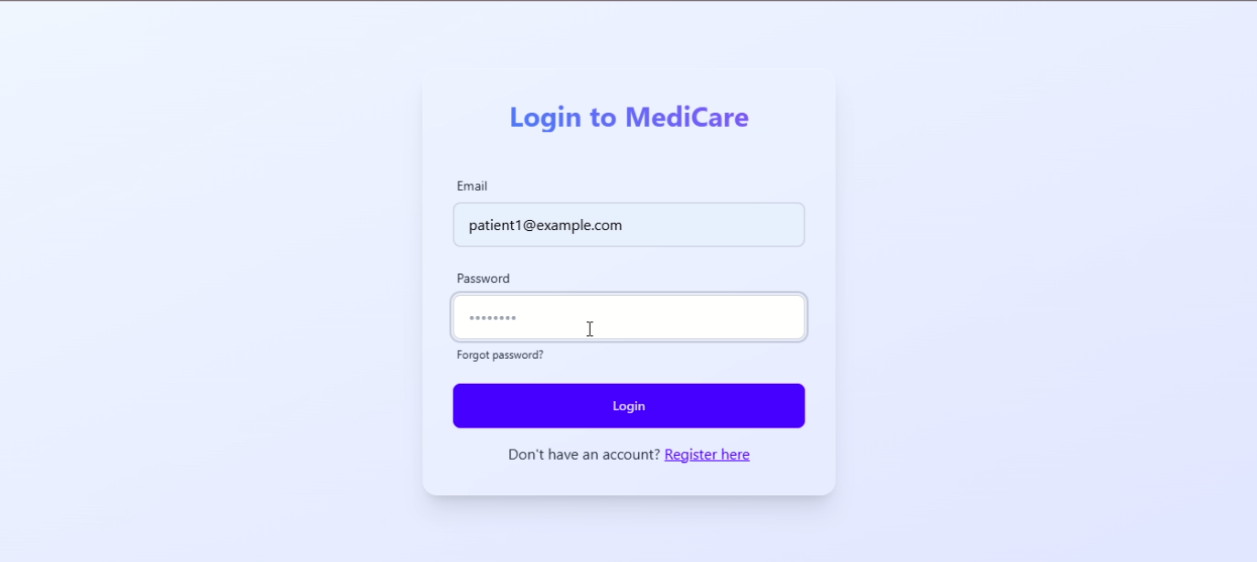 Login to MediCare
Email
patient1@example.com
Password
••••••••
Forgot password?
Login
Don't have an account? Register here